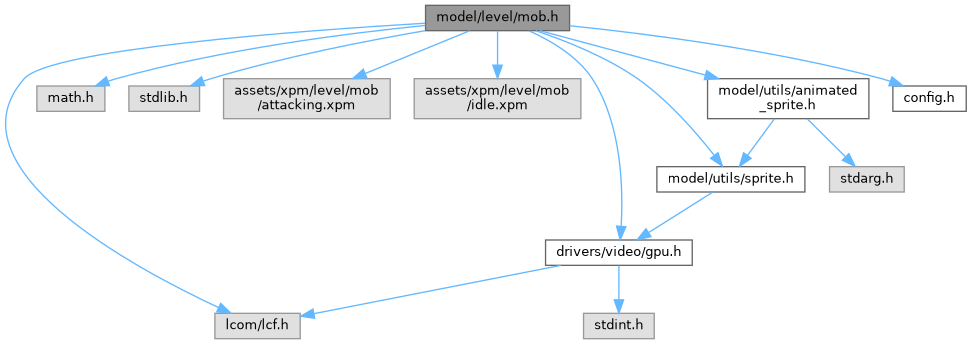 model/level/mob.h
math.h
stdlib.h
assets/xpm/level/mob
/attacking.xpm
assets/xpm/level/mob
/idle.xpm
model/utils/animated
_sprite.h
config.h
model/utils/sprite.h
stdarg.h
drivers/video/gpu.h
lcom/lcf.h
stdint.h